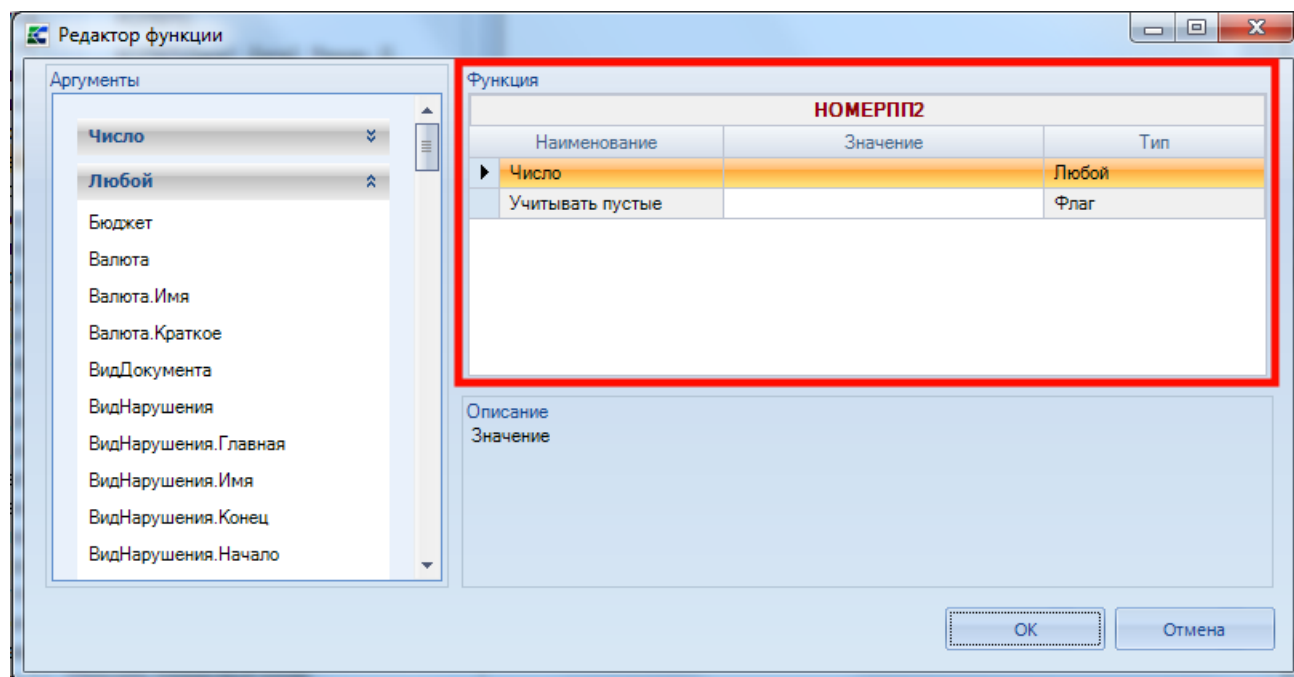 Редактор функции
Аргументы
Число
Любой
Бюджет
Валюта
Валюта.Имя
Валюта.Краткое
ВидДокумента
ВидНарушения
ВидНарушения.Главная
ВидНарушения.Имя
ВидНарушения.Конец
ВидНарушения.Начало
Функция
НОМЕРПП2
Наименование Значение Тип
Число Любой
Учитывать пустые Флаг
Описание
Значение
OK Отмена